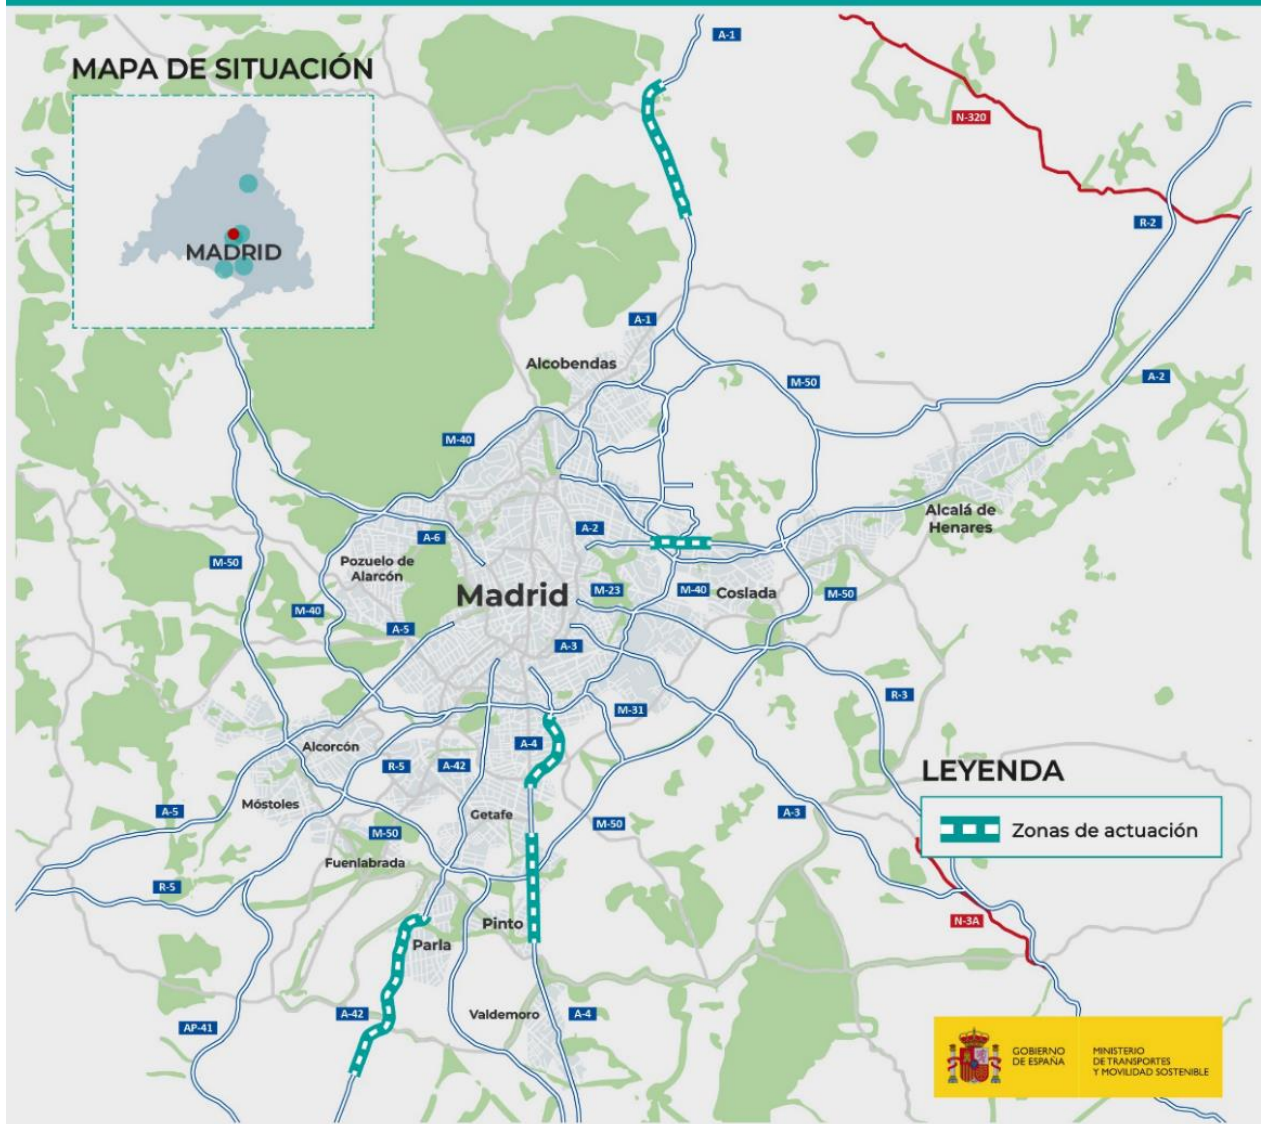 MAPA DE SITUACIÓN
MADRID
A-1
N-320
R-2
A-1
Alcobendas
M-50
A-2
M-40
Alcalá de
Henares
A-2
A-6
Pozuelo de
Alarcón
M-50
Madrid
M-23
M-40
Coslada
M-50
M-40
A-5
A-3
R-3
M-31
Alcorcón
A-4
R-5
A-42
LEYENDA
Zonas de actuación
Móstoles
A-5
Getafe
A-3
M-50
M-50
Fuenlabrada
R-5
Pinto
N-3A
Parla
A-42
Valdemoro
A-4
AP-41
GOBIERNO
DE ESPAÑA
MINISTERIO
DE TRANSPORTES
Y MOVILIDAD SOSTENIBLE